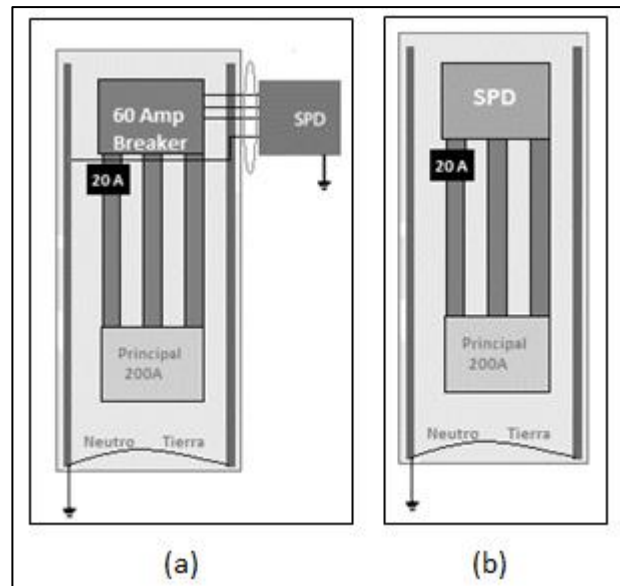 60 Amp
Breaker
SPD
20 A
Principal
200A
Neutro Tierra
(a)
SPD
20 A
Principal
200A
Neutro Tierra
(b)